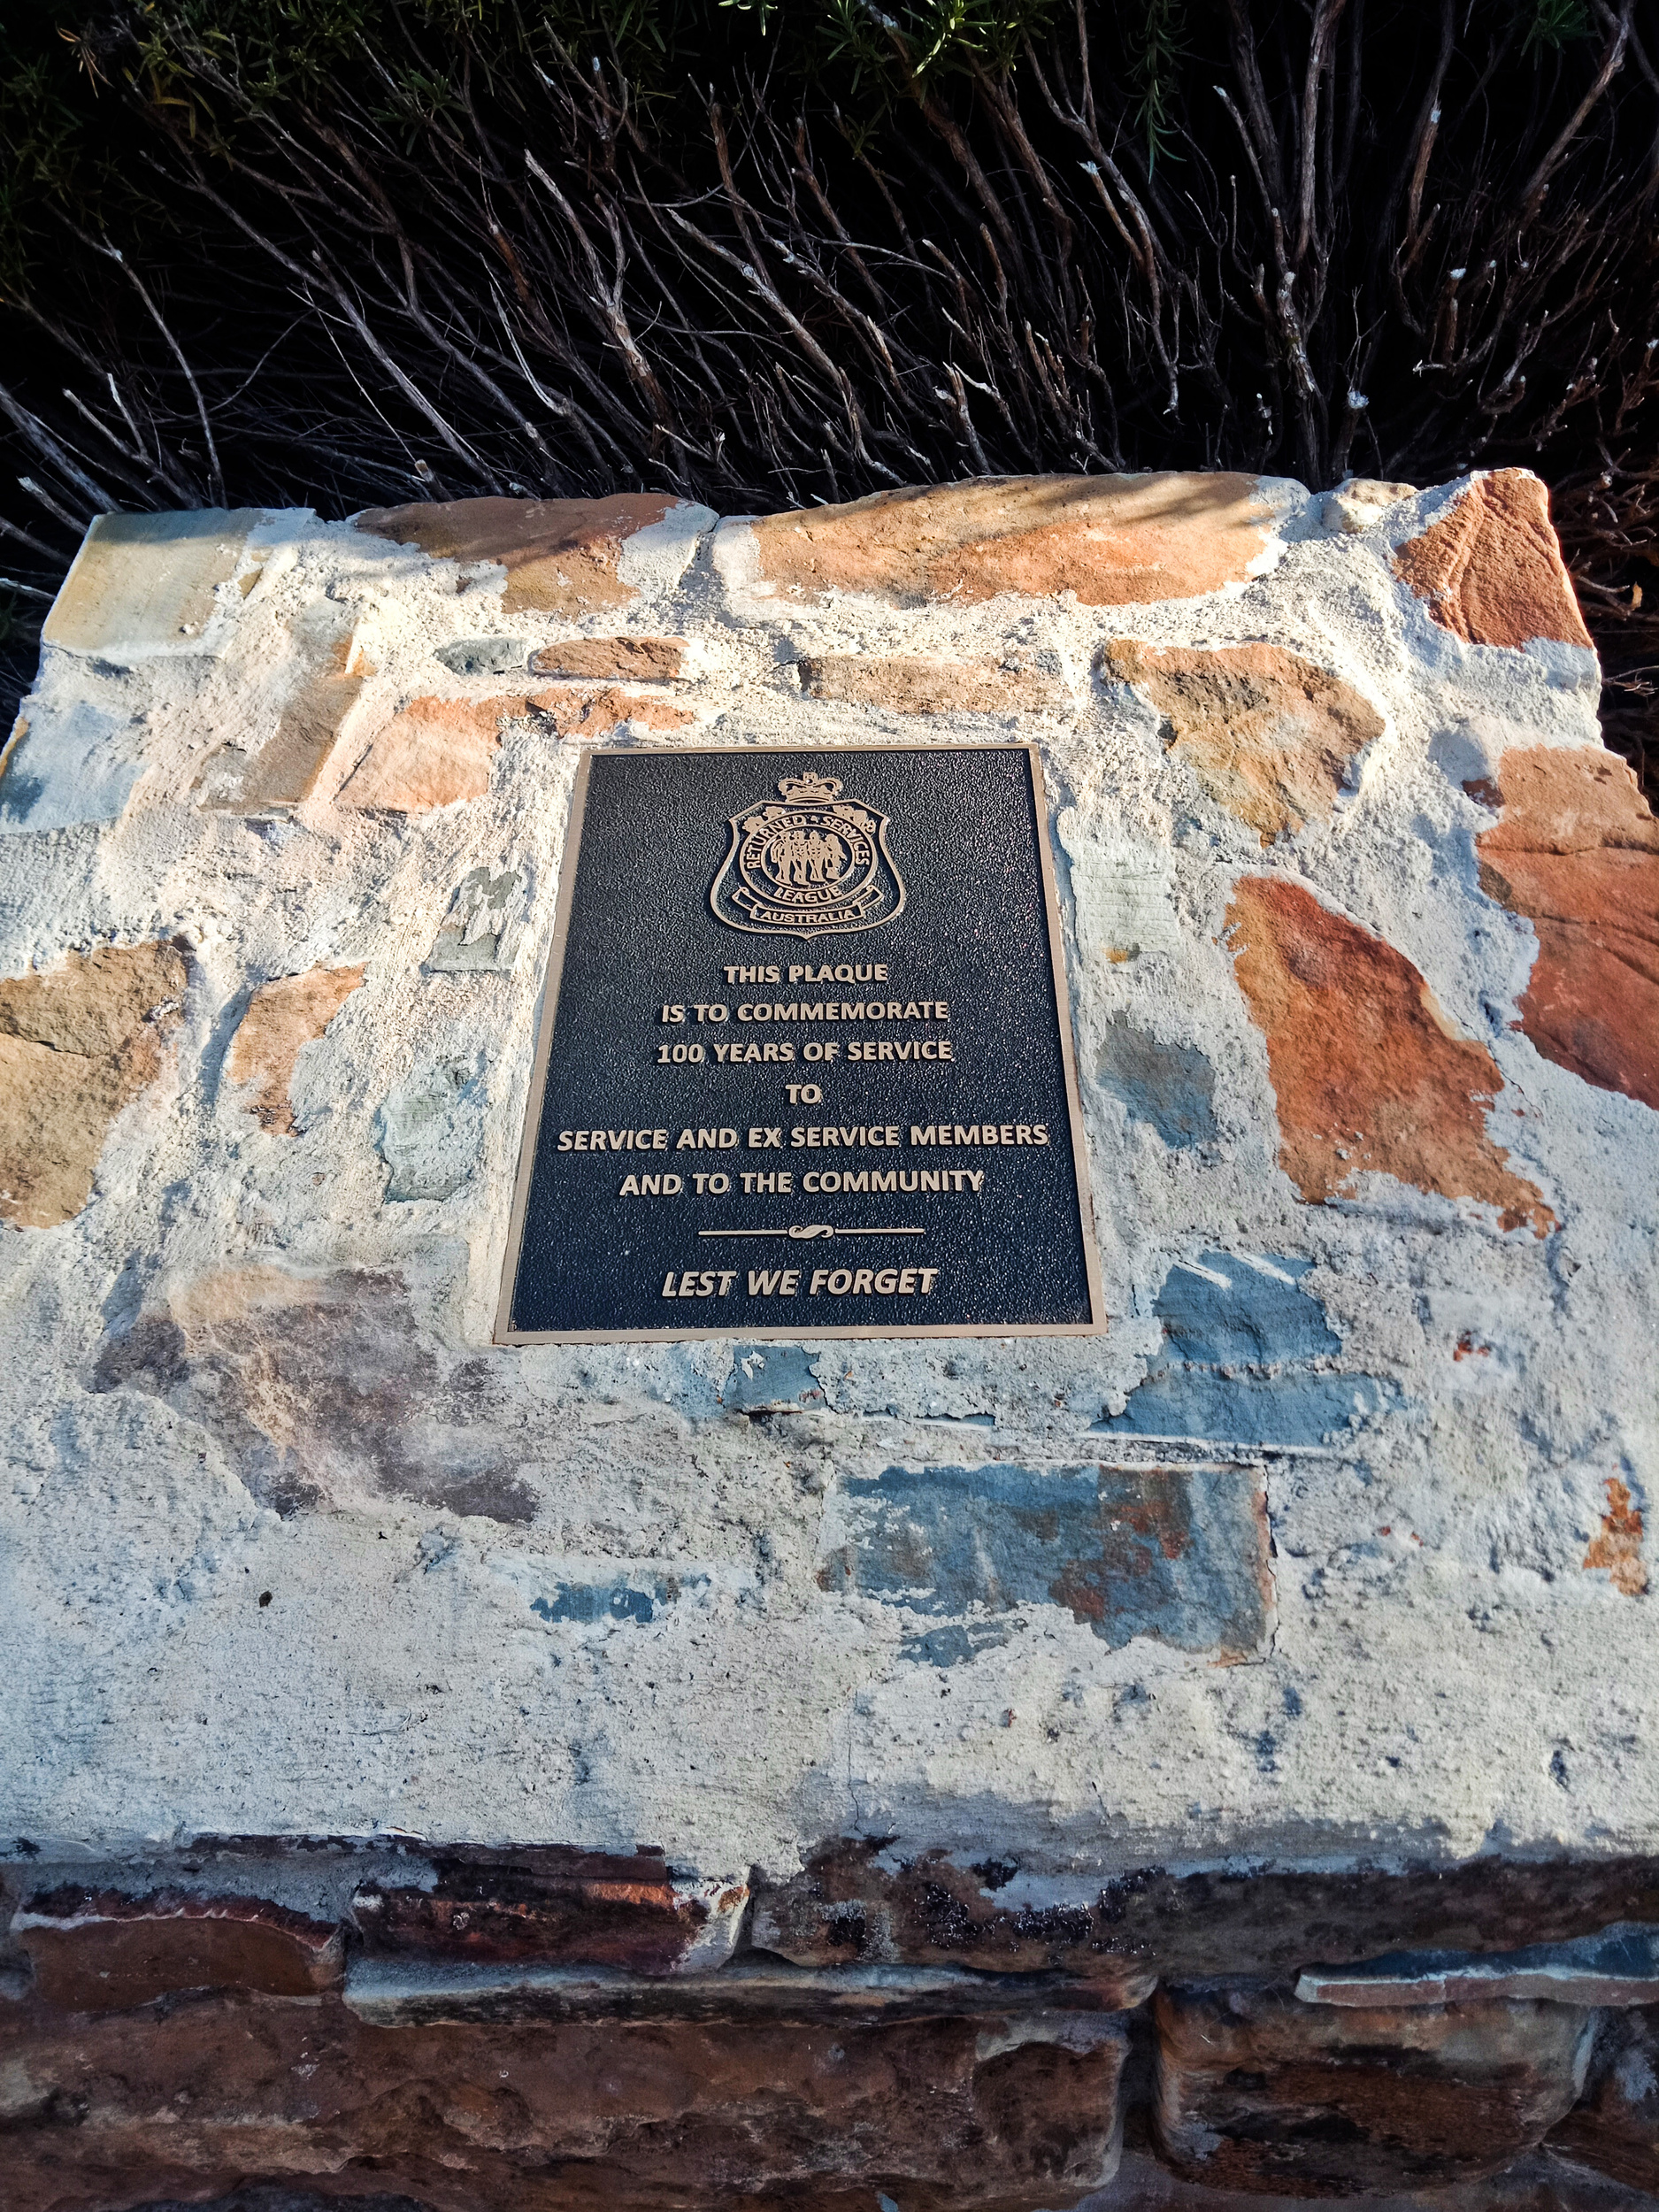 RETURNED · SERVICES
LEAGUE
AUSTRALIA
THIS PLAQUE
IS TO COMMEMORATE
100 YEARS OF SERVICE
TO
SERVICE AND EX SERVICE MEMBERS
AND TO THE COMMUNITY
LEST WE FORGET